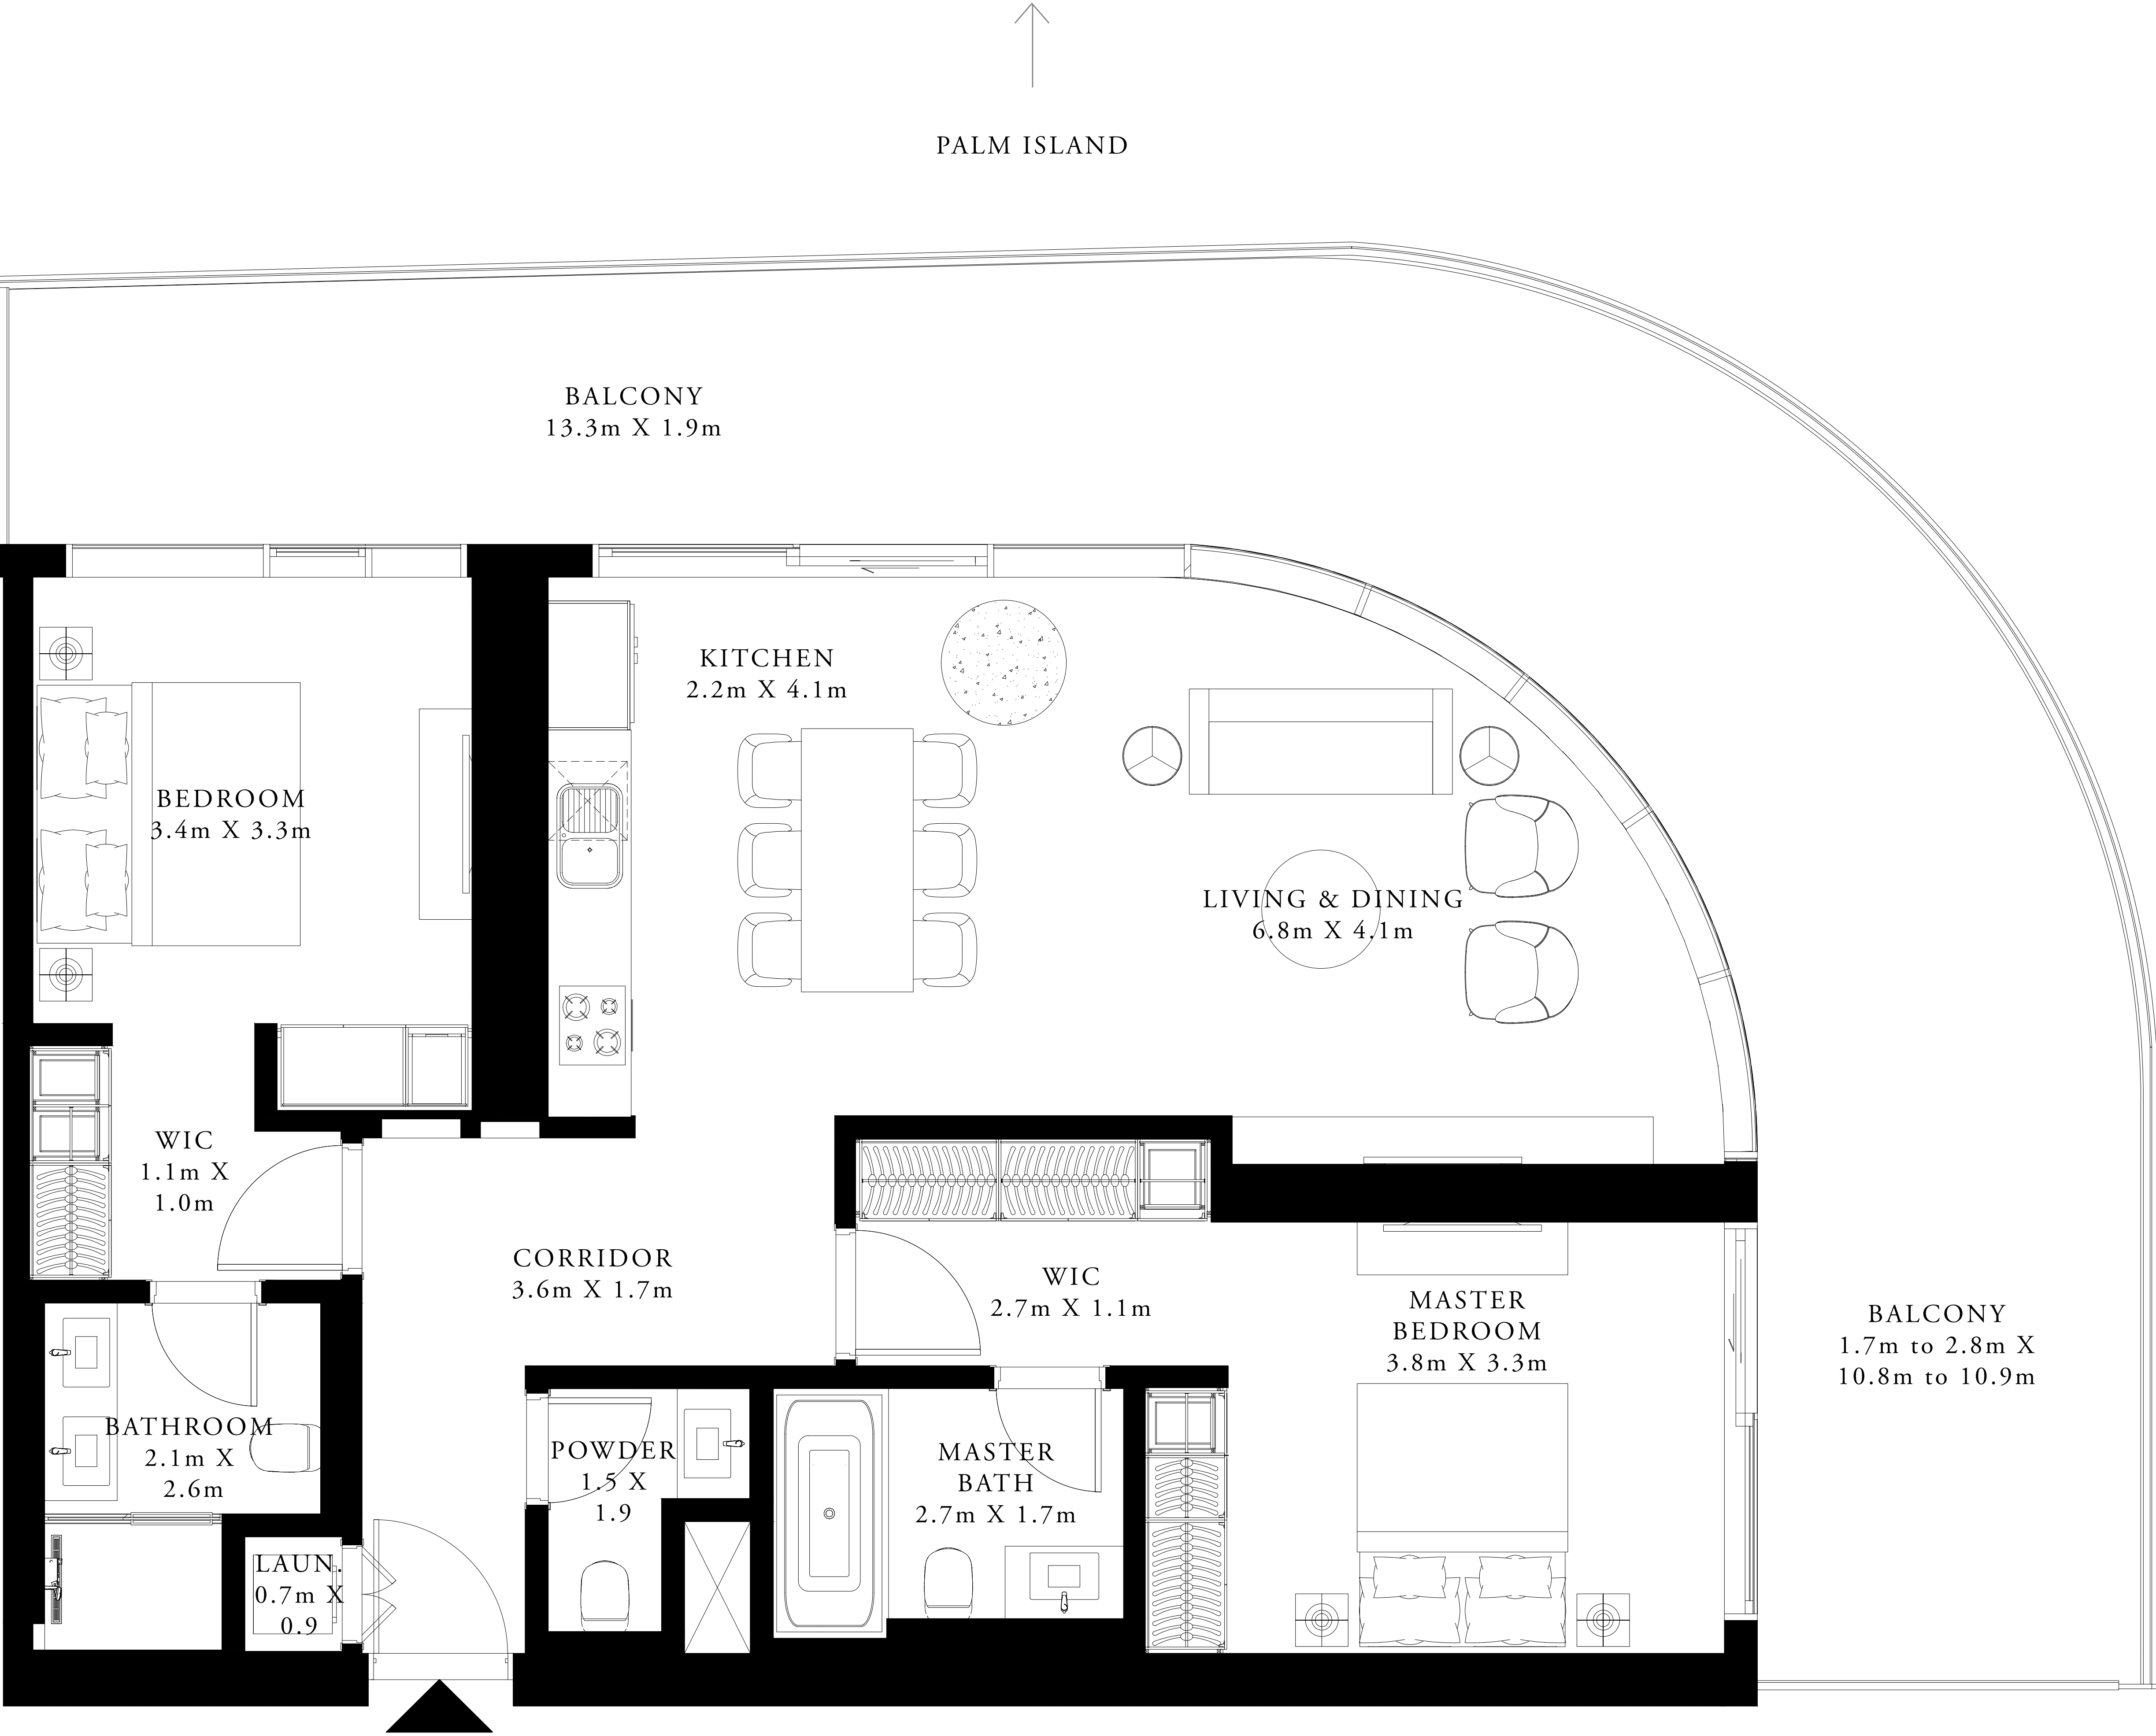 PALM ISLAND
BALCONY
13.3m X 1.9m
KITCHEN
2.2m X 4.1m
BEDROOM
3.4m X 3.3m
LIVING & DINING
6.8m X 4.1m
WIC
1.1m X
1.0m
CORRIDOR
3.6m X 1.7m
WIC
2.7m X 1.1m
MASTER
BEDROOM
3.8m X 3.3m
BALCONY
1.7m to 2.8m X
10.8m to 10.9m
BATHROOM
2.1m X
2.6m
POWDER
1.5 X
1.9
MASTER
BATH
2.7m X 1.7m
LAUN.
0.7m X
0.9